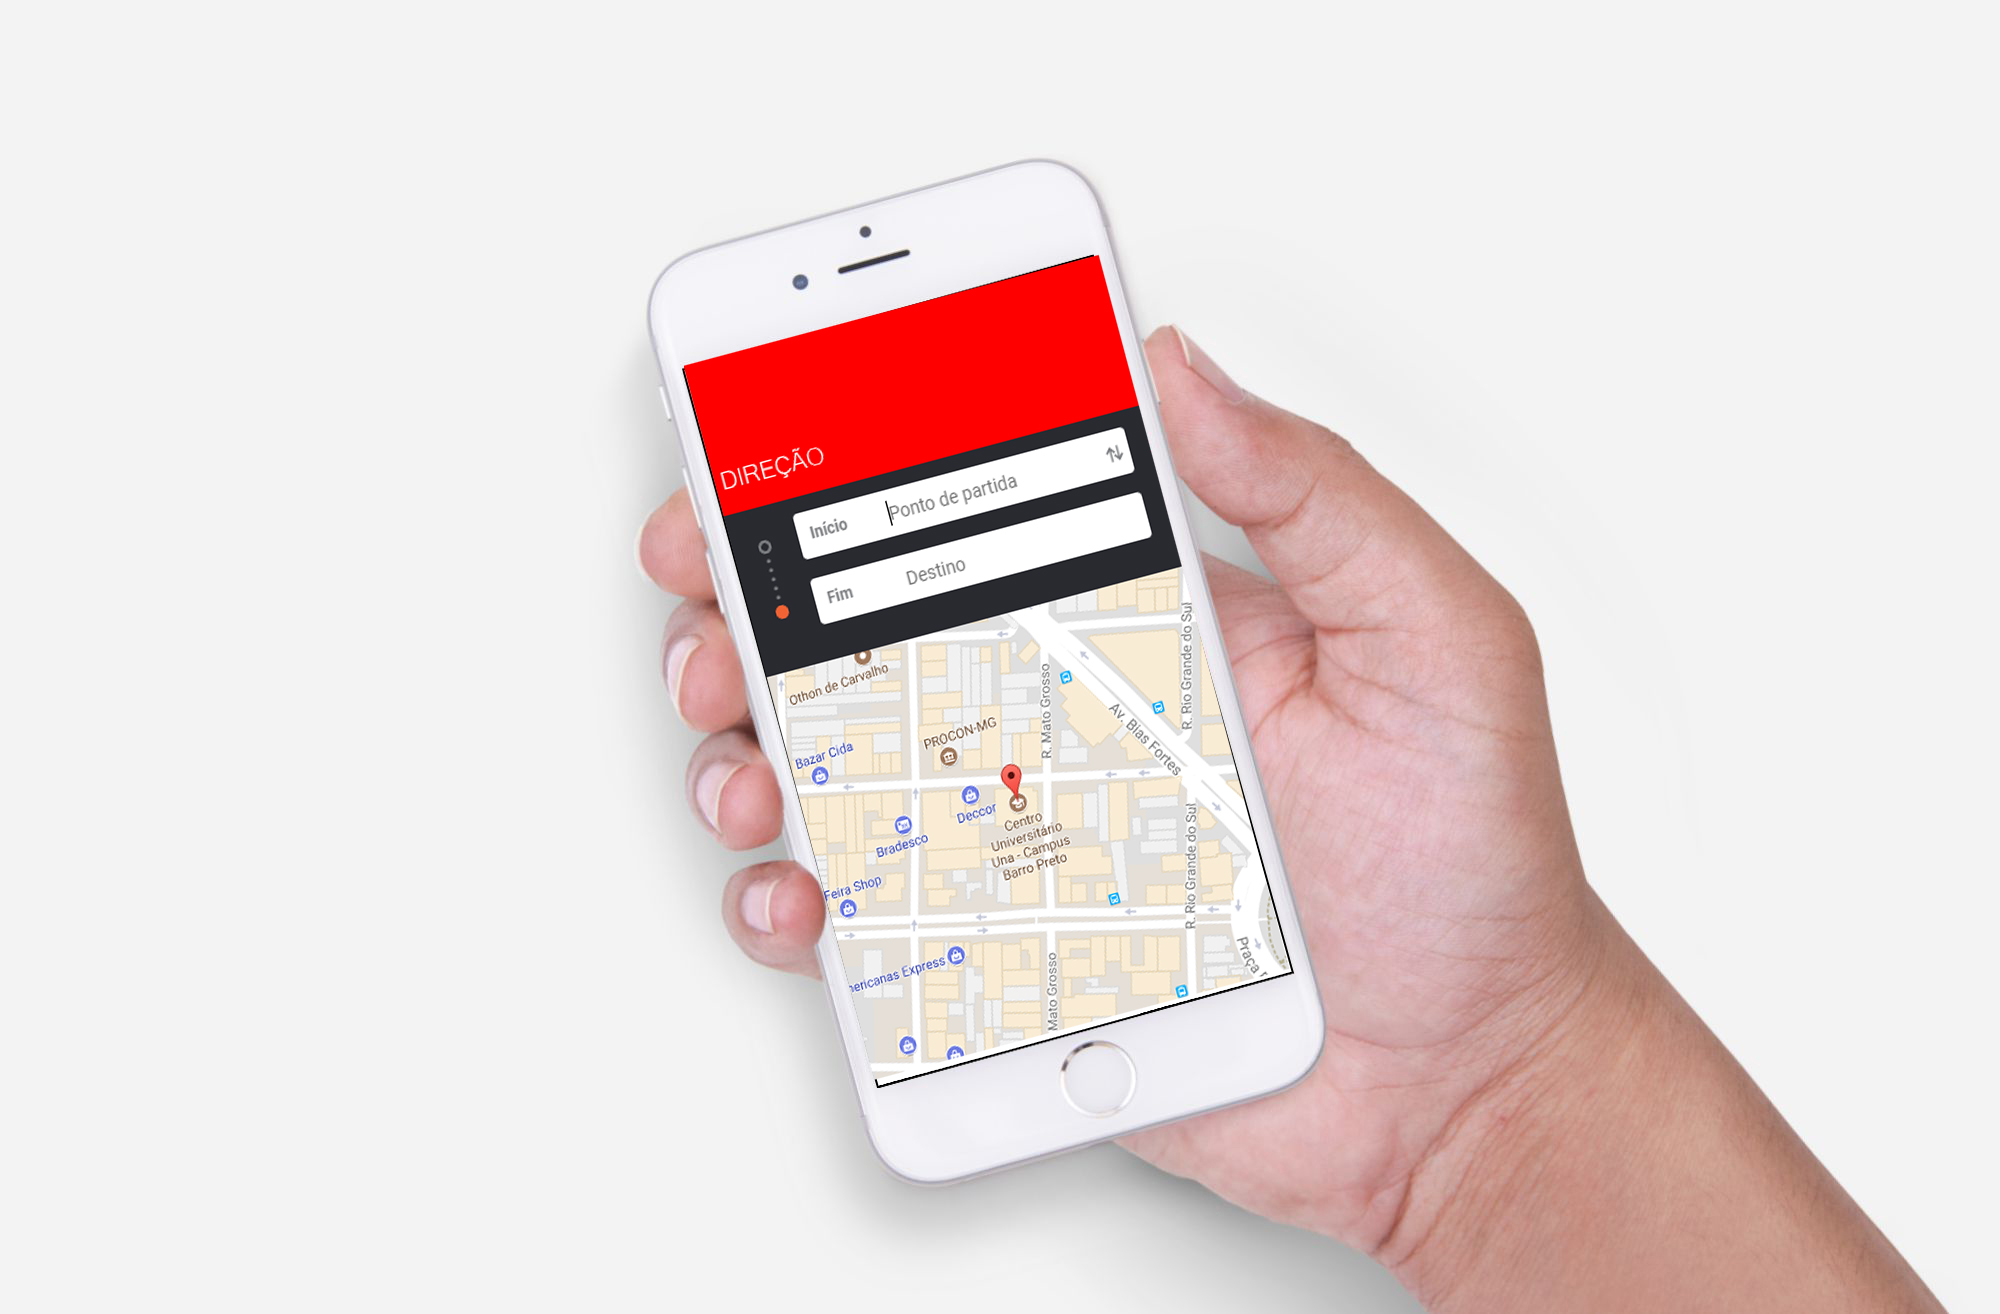 DIREÇÃO
Início
Ponto de partida
Fim
Destino
Othon de Carvalho
R. Mato Grosso
R. Rio Grande do Sul
Av. Bias Fortes
PROCON-MG
Bazar Cida
Deccor
Bradesco
Centro
Universitário
Una - Campus
Barro Preto
R. Rio Grande do Sul
Feira Shop
ericanas Express
Mato Grosso
Praça